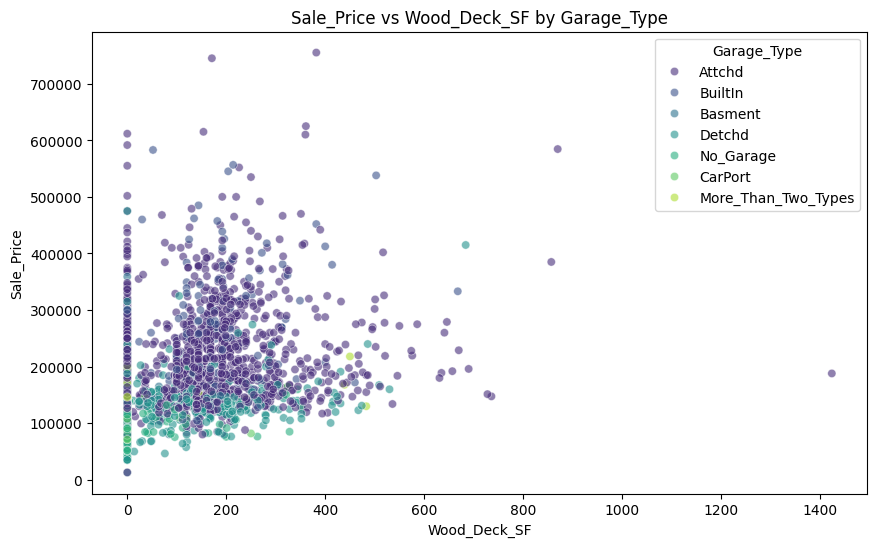 Sale_Price vs Wood_Deck_SF by Garage_Type
Garage_Type
Attchd
BuiltIn
Basment
Detchd
No_Garage
CarPort
More_Than_Two_Types
Sale_Price
700000
600000
500000
400000
300000
200000
100000
0
0 200 400 600 800 1000 1200 1400
Wood_Deck_SF